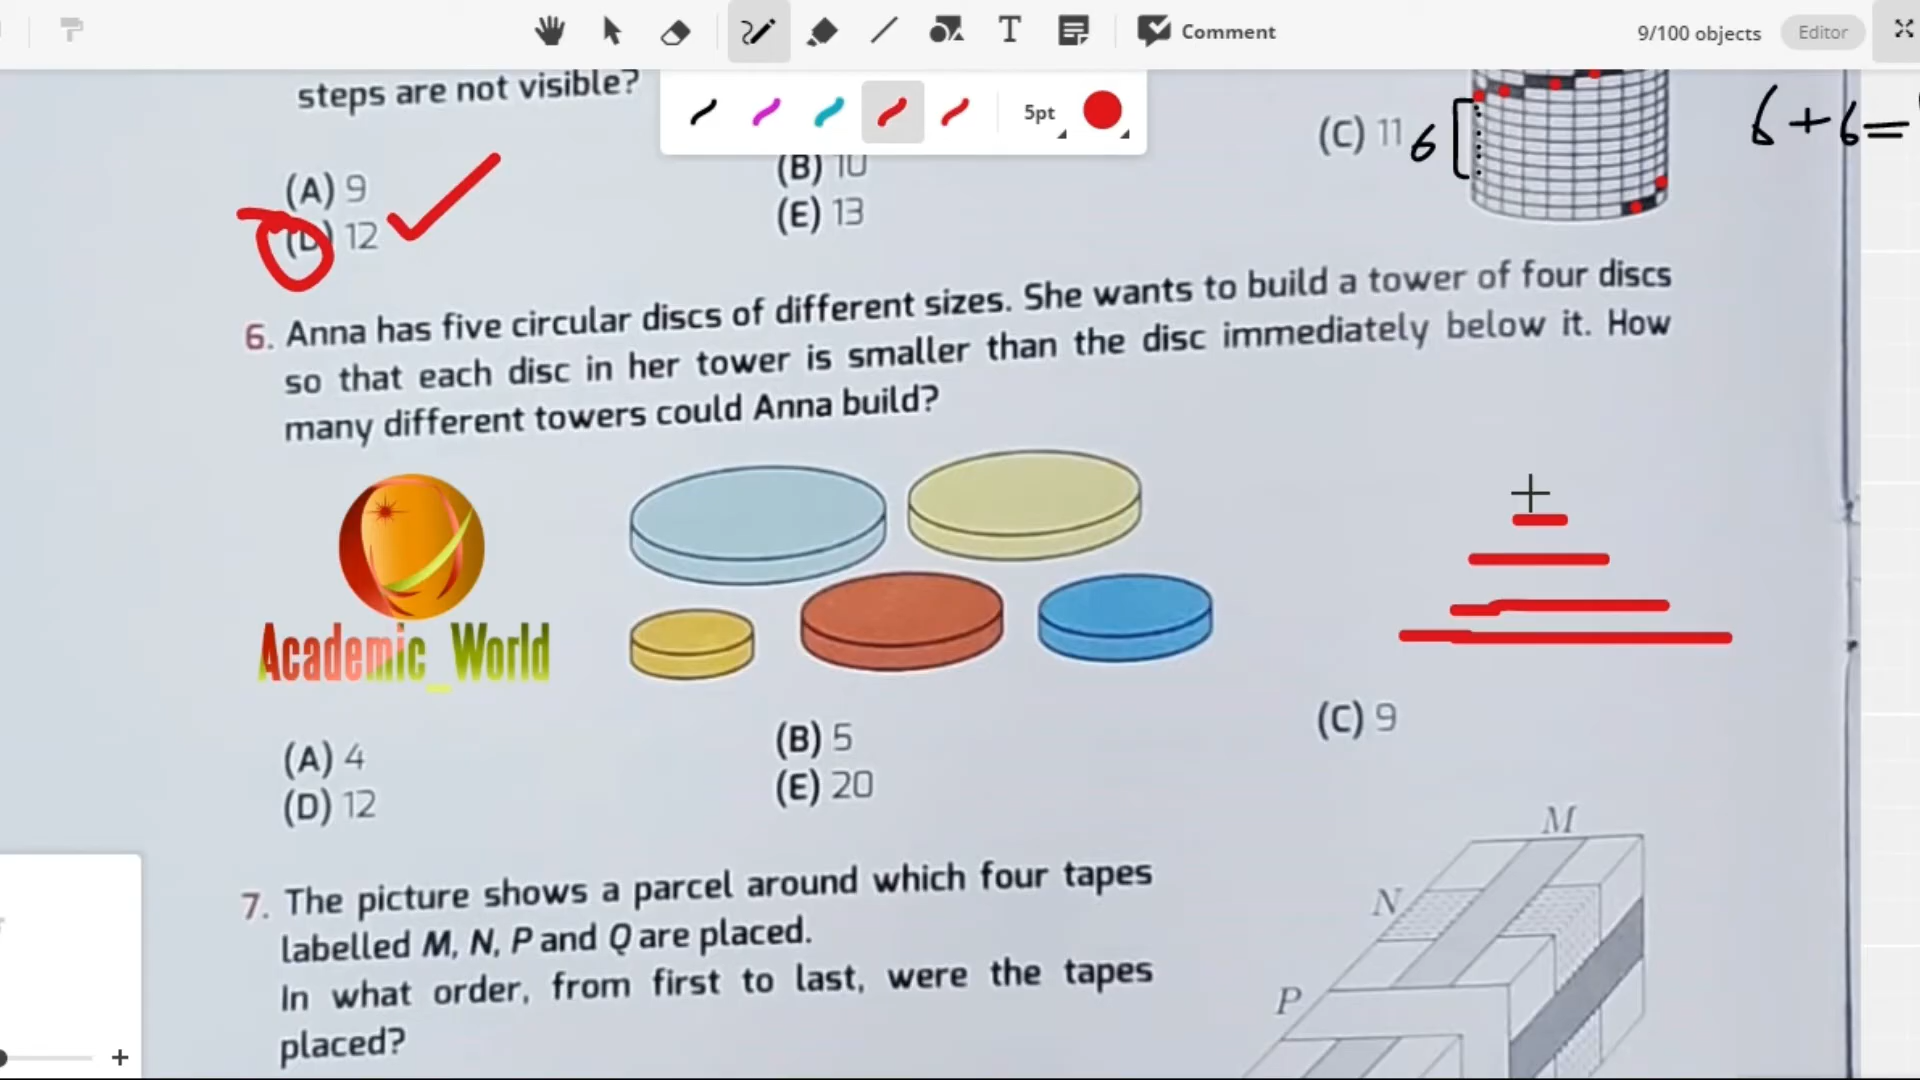 Comment
9/100 objects
Editor
5pt
steps are not visible?
(A) 9
(B) 10
(C) 11
6
6+6=
(D) 12
(E) 13
6. Anna has five circular discs of different sizes. She wants to build a tower of four discs
so that each disc in her tower is smaller than the disc immediately below it. How
many different towers could Anna build?
Academic_World
(A) 4
(B) 5
(C) 9
(D) 12
(E) 20
7. The picture shows a parcel around which four tapes
labelled M, N, P and Q are placed.
In what order, from first to last, were the tapes
placed?
M
N
P